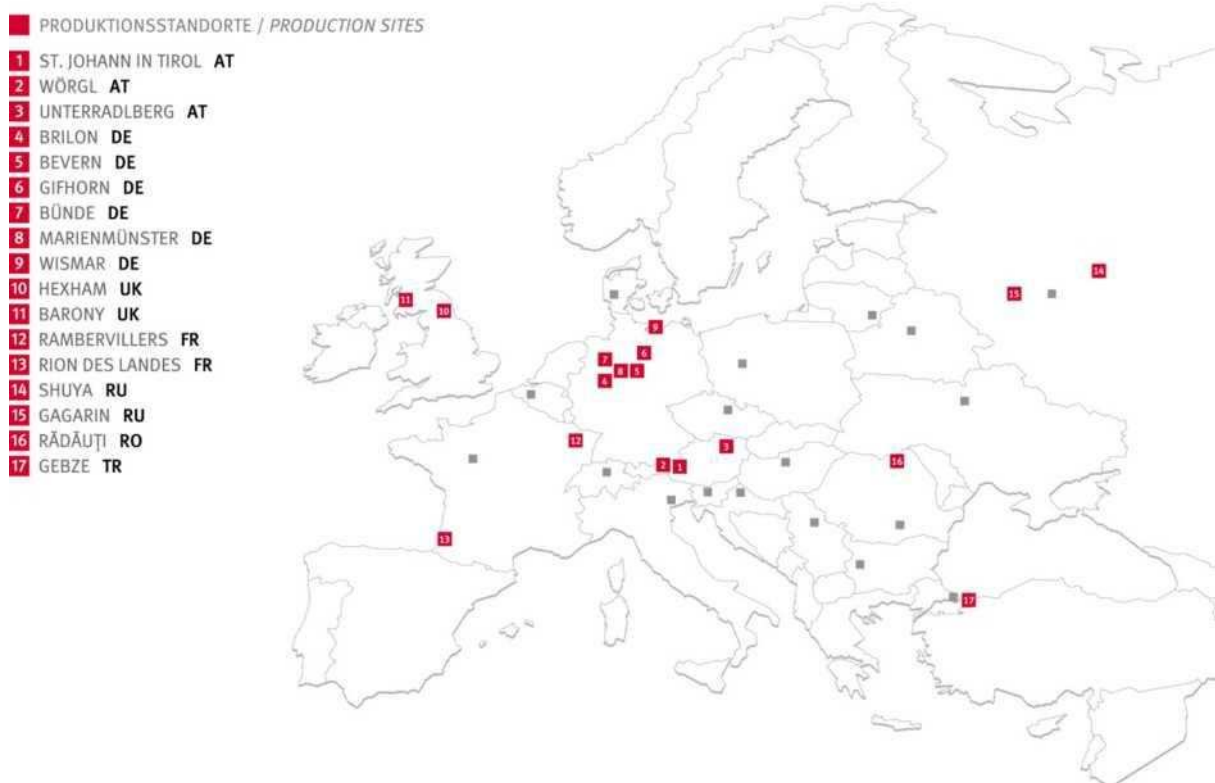 PRODUKTIONSSTANDORTE / PRODUCTION SITES
1 ST. JOHANN IN TIROL AT
2 WÖRGL AT
3 UNTERRADLBERG AT
4 BRILON DE
5 BEVERN DE
6 GIFHORN DE
7 BÜNDE DE
8 MARIENMÜNSTER DE
9 WISMAR DE
10 HEXHAM UK
11 BARONY UK
12 RAMBERVILLERS FR
13 RION DES LANDES FR
14 SHUYA RU
15 GAGARIN RU
16 RĂDĂUȚI RO
17 GEBZE TR
14
15
11
10
9
6
7
8 5
4
12
3
2 1
16
13
17